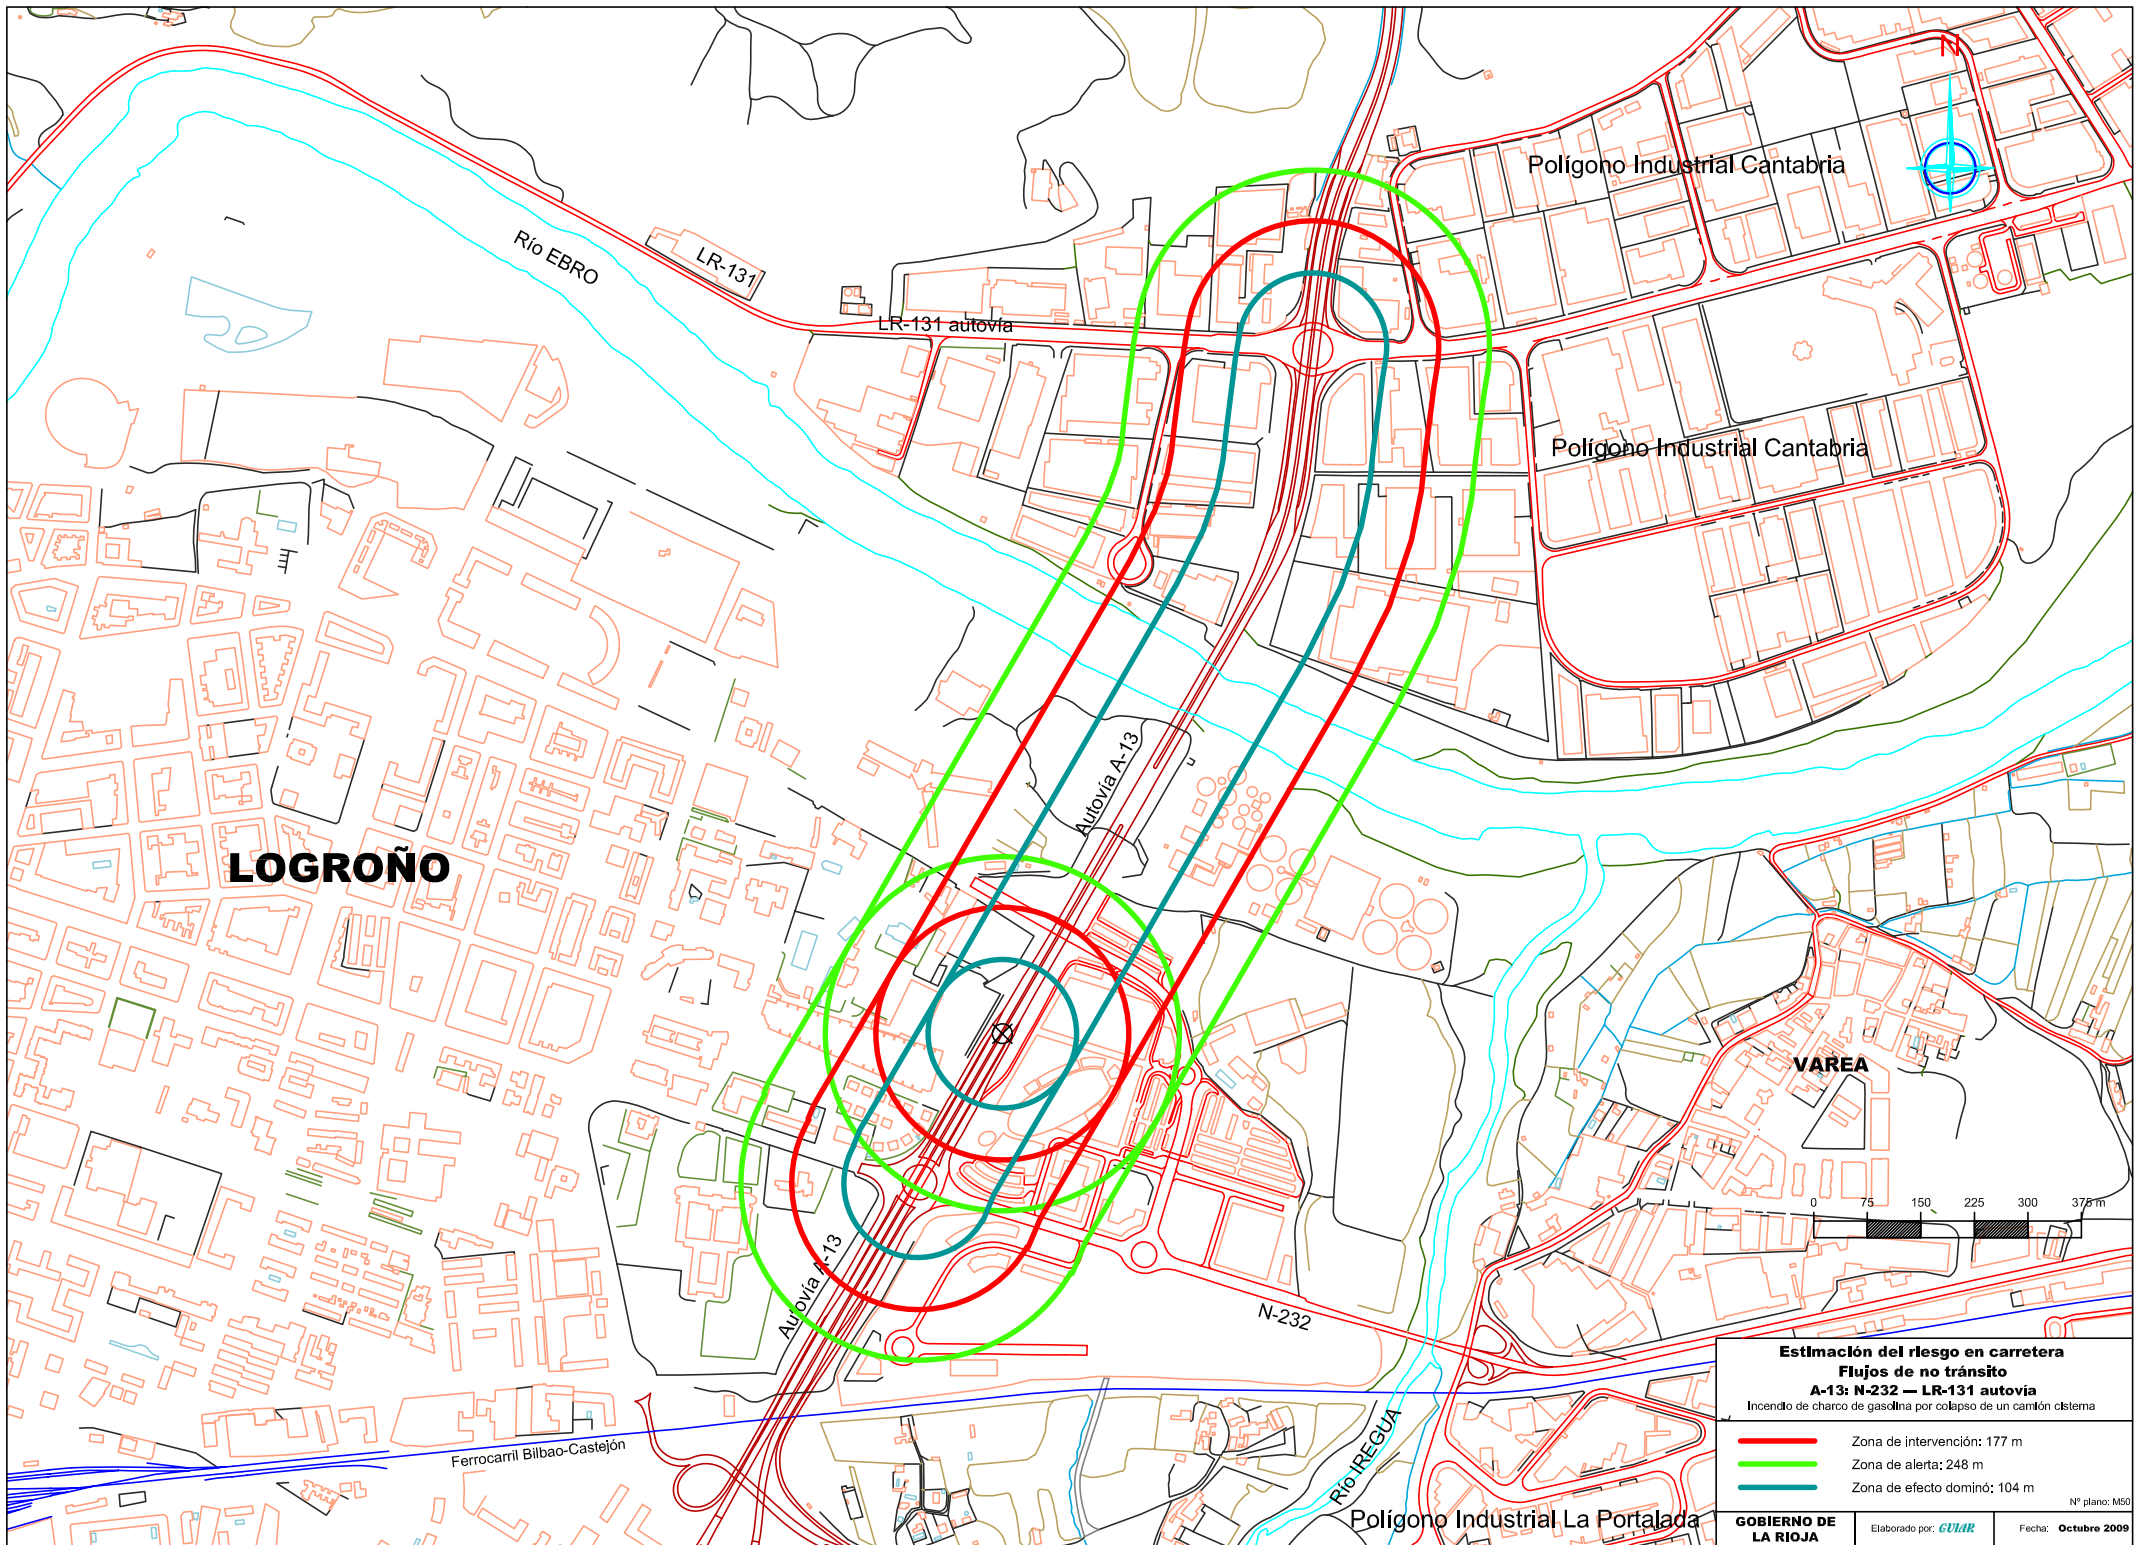 N
Polígono Industrial Cantabria
Río EBRO
LR-131
LR-131 autovía
Polígono Industrial Cantabria
Autovía A-13
LOGROÑO
VAREA
0 75 150 225 300 375 m
Autovía A-13
N-232
Ferrocarril Bilbao-Castejón
Río IREGUA
Polígono Industrial La Portalada
Estimación del riesgo en carretera
Flujos de no tránsito
A-13: N-232 — LR-131 autovía
Incendio de charco de gasolina por colapso de un camión cisterna
Zona de intervención: 177 m
Zona de alerta: 248 m
Zona de efecto dominó: 104 m
Nº plano: M50
GOBIERNO DE
LA RIOJA
Elaborado por: GUIAR
Fecha: Octubre 2009